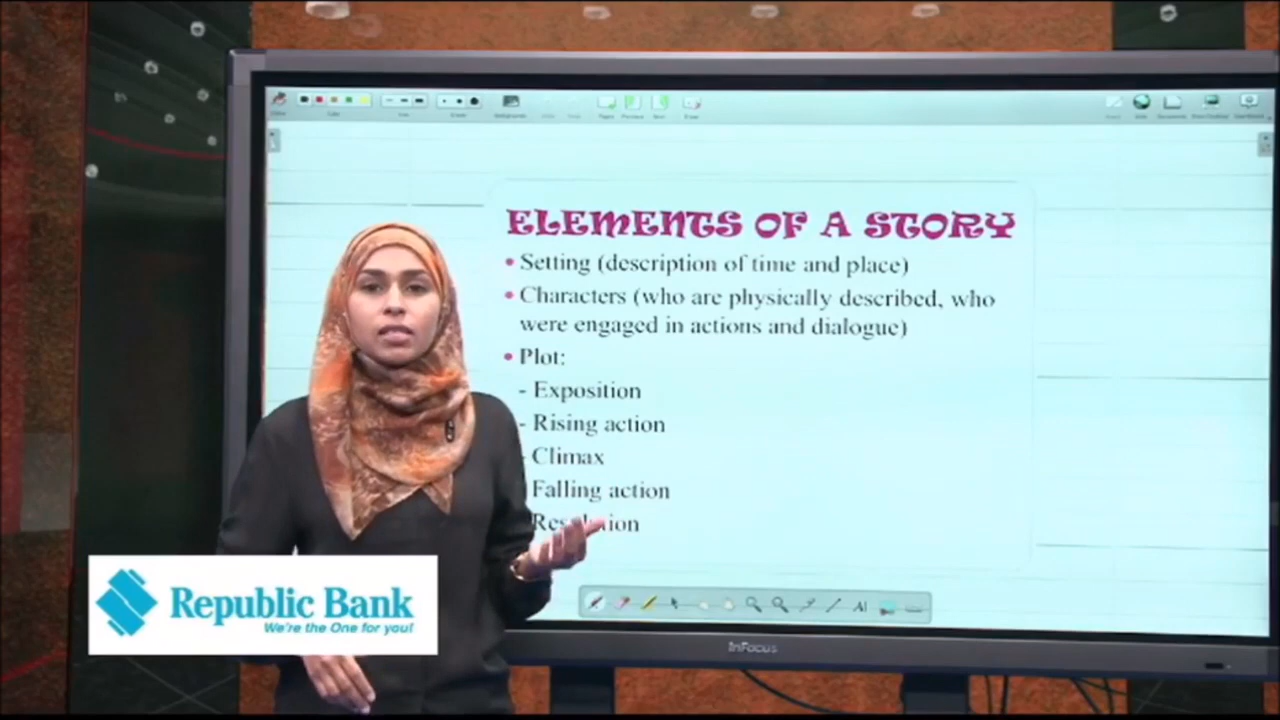 ELEMENTS OF A STORY
• Setting (description of time and place)
• Characters (who are physically described, who
were engaged in actions and dialogue)
• Plot:
- Exposition
- Rising action
- Climax
Falling action
Republic Bank
We're the One for you!
InFocus